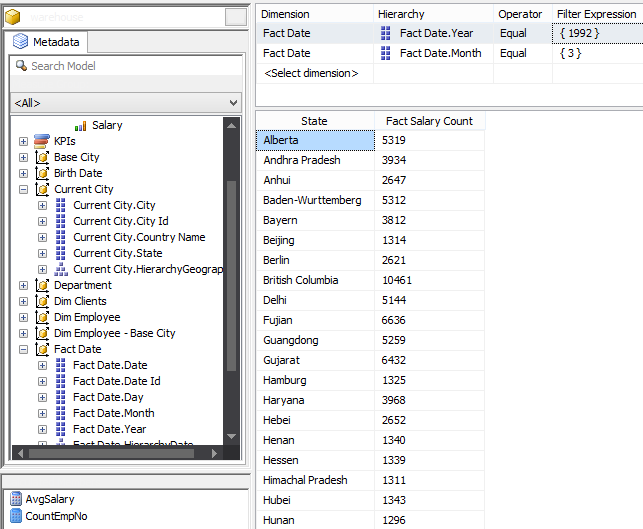 warehouse
Metadata
Search Model
<All>
Salary
KPIs
Base City
Birth Date
Current City
Current City.City
Current City.City Id
Current City.Country Name
Current City.State
Current City.HierarchyGeograp
Department
Dim Clients
Dim Employee
Dim Employee - Base City
Fact Date
Fact Date.Date
Fact Date.Date Id
Fact Date.Day
Fact Date.Month
Fact Date.Year
Fact Date.HierarchyDate
AvgSalary
CountEmpNo
Dimension Hierarchy Operator Filter Expression
Fact Date Fact Date.Year Equal { 1992 }
Fact Date Fact Date.Month Equal { 3 }
<Select dimension>
State Fact Salary Count
Alberta 5319
Andhra Pradesh 3934
Anhui 2647
Baden-Wurttemberg 5312
Bayern 3812
Beijing 1314
Berlin 2621
British Columbia 10461
Delhi 5144
Fujian 6636
Guangdong 5259
Gujarat 6432
Hamburg 1325
Haryana 3968
Hebei 2652
Henan 1340
Hessen 1339
Himachal Pradesh 1311
Hubei 1343
Hunan 1296